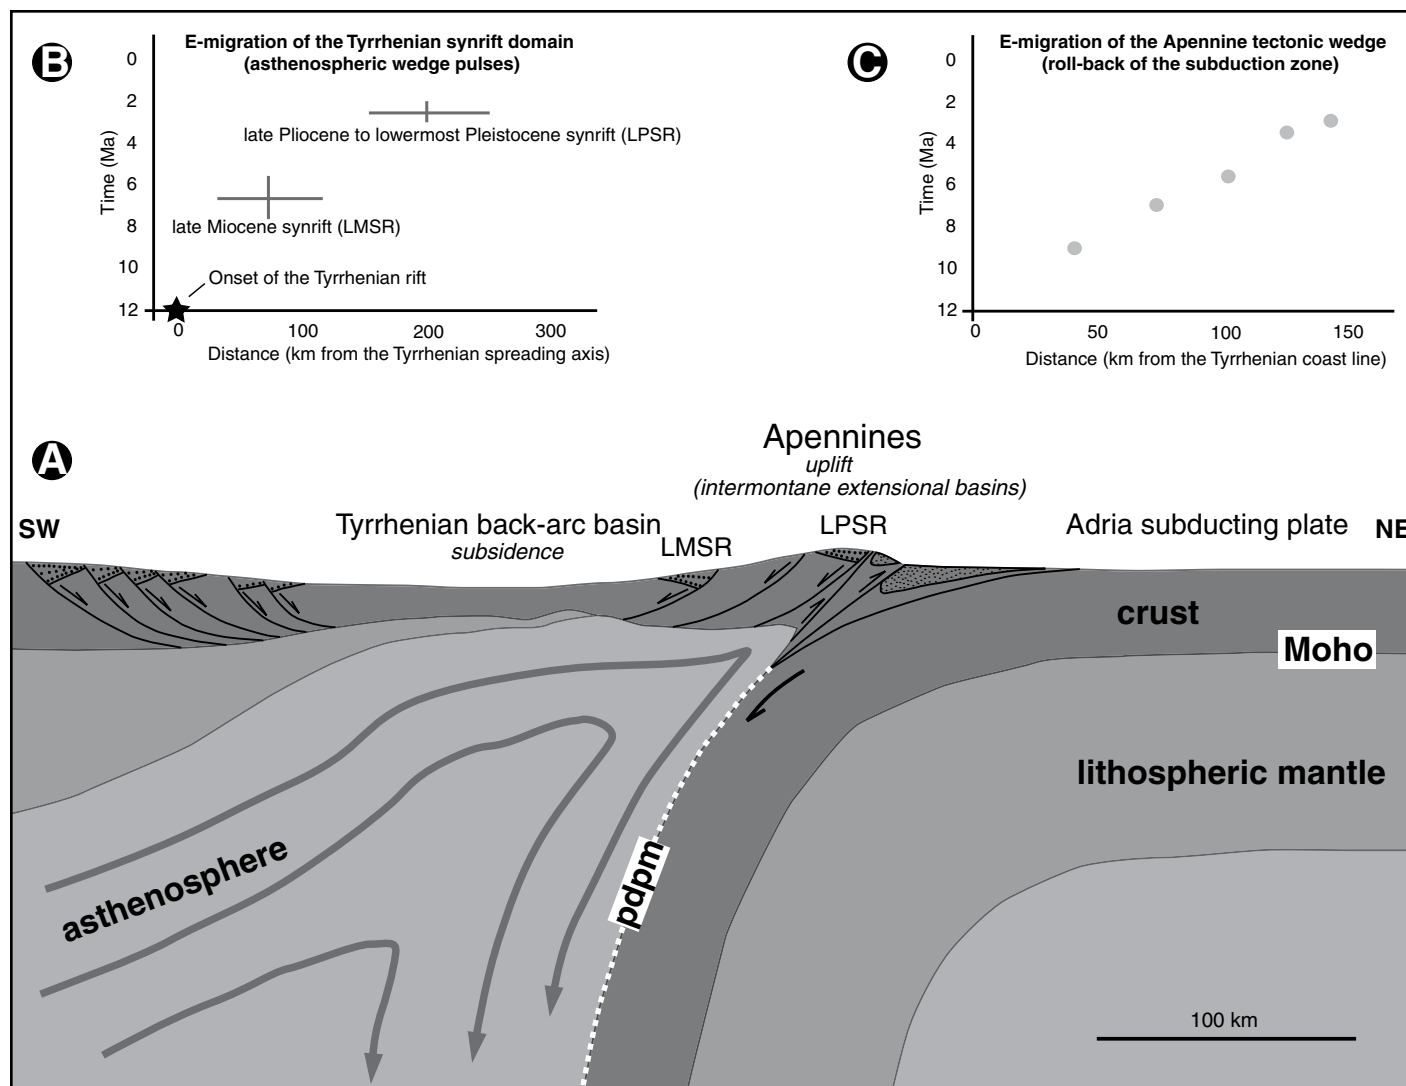 B
E-migration of the Tyrrhenian synrift domain
(asthenospheric wedge pulses)
Time (Ma)
0
2
4
6
8
10
12
late Pliocene to lowermost Pleistocene synrift (LPSR)
late Miocene synrift (LMSR)
Onset of the Tyrrhenian rift
0 100 200 300
Distance (km from the Tyrrhenian spreading axis)
C
E-migration of the Apennine tectonic wedge
(roll-back of the subduction zone)
Time (Ma)
0
2
4
6
8
10
12
0 50 100 150
Distance (km from the Tyrrhenian coast line)
A
Apennines
uplift
(intermontane extensional basins)
SW
Tyrrhenian back-arc basin
subsidence
LMSR
LPSR
Adria subducting plate
NE
crust
Moho
lithospheric mantle
asthenosphere
pdpm
100 km